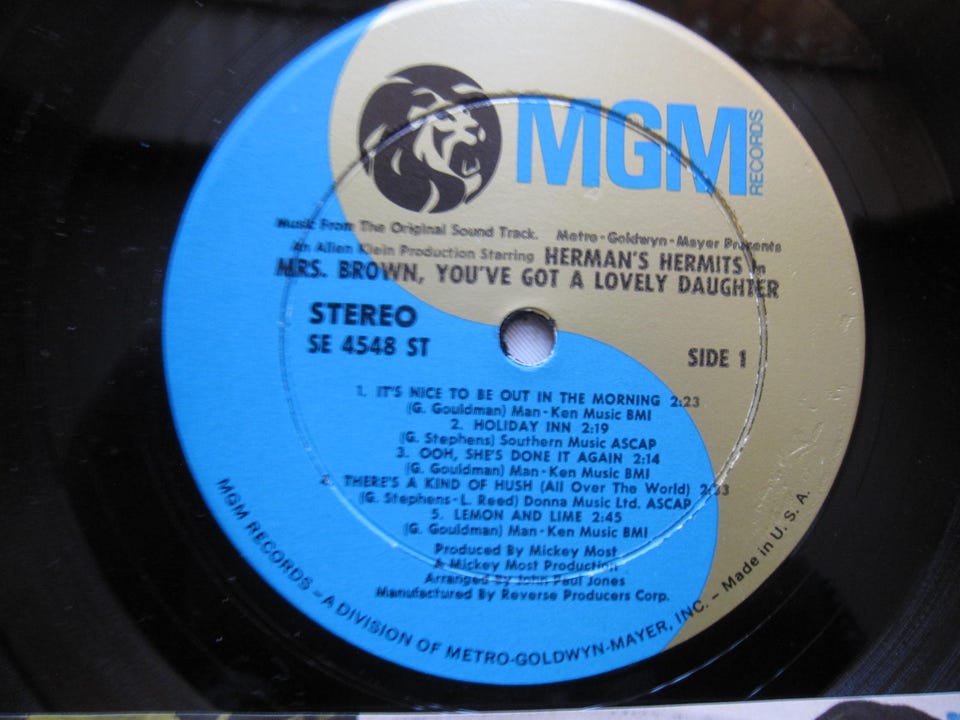 MGM
RECORDS
Music From The Original Sound Track. Metro-Goldwyn-Mayer Presents
An Allen Klein Production Starring HERMAN'S HERMITS in
MRS. BROWN, YOU'VE GOT A LOVELY DAUGHTER
STEREO
SE 4548 ST
SIDE 1
1. IT'S NICE TO BE OUT IN THE MORNING 2:23
(G. Gouldman) Man-Ken Music BMI
2. HOLIDAY INN 2:19
(G. Stephens) Southern Music ASCAP
3. OOH, SHE'S DONE IT AGAIN 2:14
(G. Gouldman) Man-Ken Music BMI
4. THERE'S A KIND OF HUSH (All Over The World) 2:33
(G. Stephens-L. Reed) Donna Music Ltd. ASCAP
5. LEMON AND LIME 2:45
(G. Gouldman) Man-Ken Music BMI
Produced By Mickey Most
A Mickey Most Production
Arranged By John Paul Jones
Manufactured By Reverse Producers Corp.
MGM RECORDS – A DIVISION OF METRO-GOLDWYN-MAYER, INC. – Made in U. S. A.